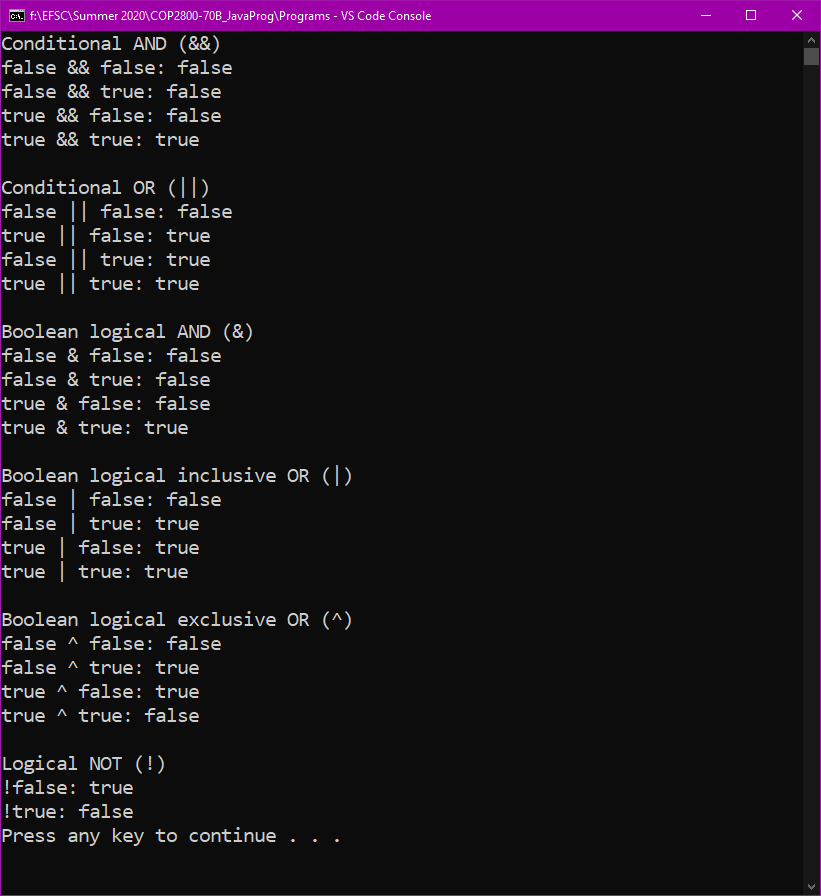 f:\EFSC\Summer 2020\COP2800-70B_JavaProg\Programs - VS Code Console
Conditional AND (&&)
false && false: false
false && true: false
true && false: false
true && true: true

Conditional OR (||)
false || false: false
true || false: true
false || true: true
true || true: true

Boolean logical AND (&)
false & false: false
false & true: false
true & false: false
true & true: true

Boolean logical inclusive OR (|)
false | false: false
false | true: true
true | false: true
true | true: true

Boolean logical exclusive OR (^)
false ^ false: false
false ^ true: true
true ^ false: true
true ^ true: false

Logical NOT (!)
!false: true
!true: false
Press any key to continue . . .